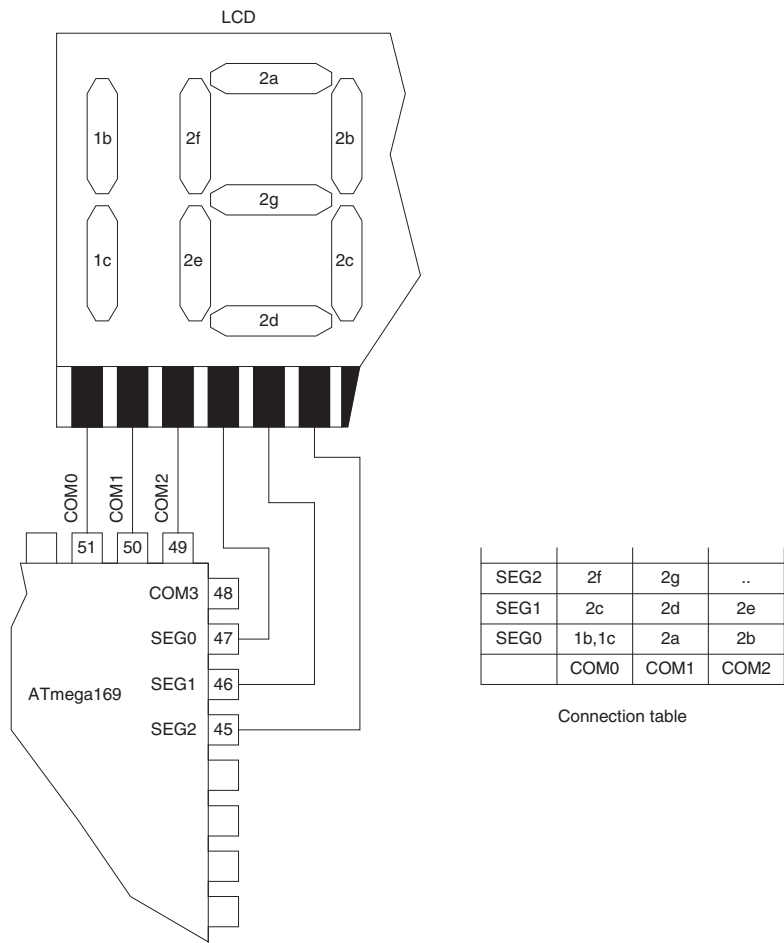 LCD
2a
1b 2f 2b
2g
1c 2e 2c
2d
COM0 COM1 COM2
51 50 49
COM3 48
SEG0 47
SEG1 46
ATmega169
SEG2 45
SEG2 2f 2g ..
SEG1 2c 2d 2e
SEG0 1b,1c 2a 2b
COM0 COM1 COM2
Connection table